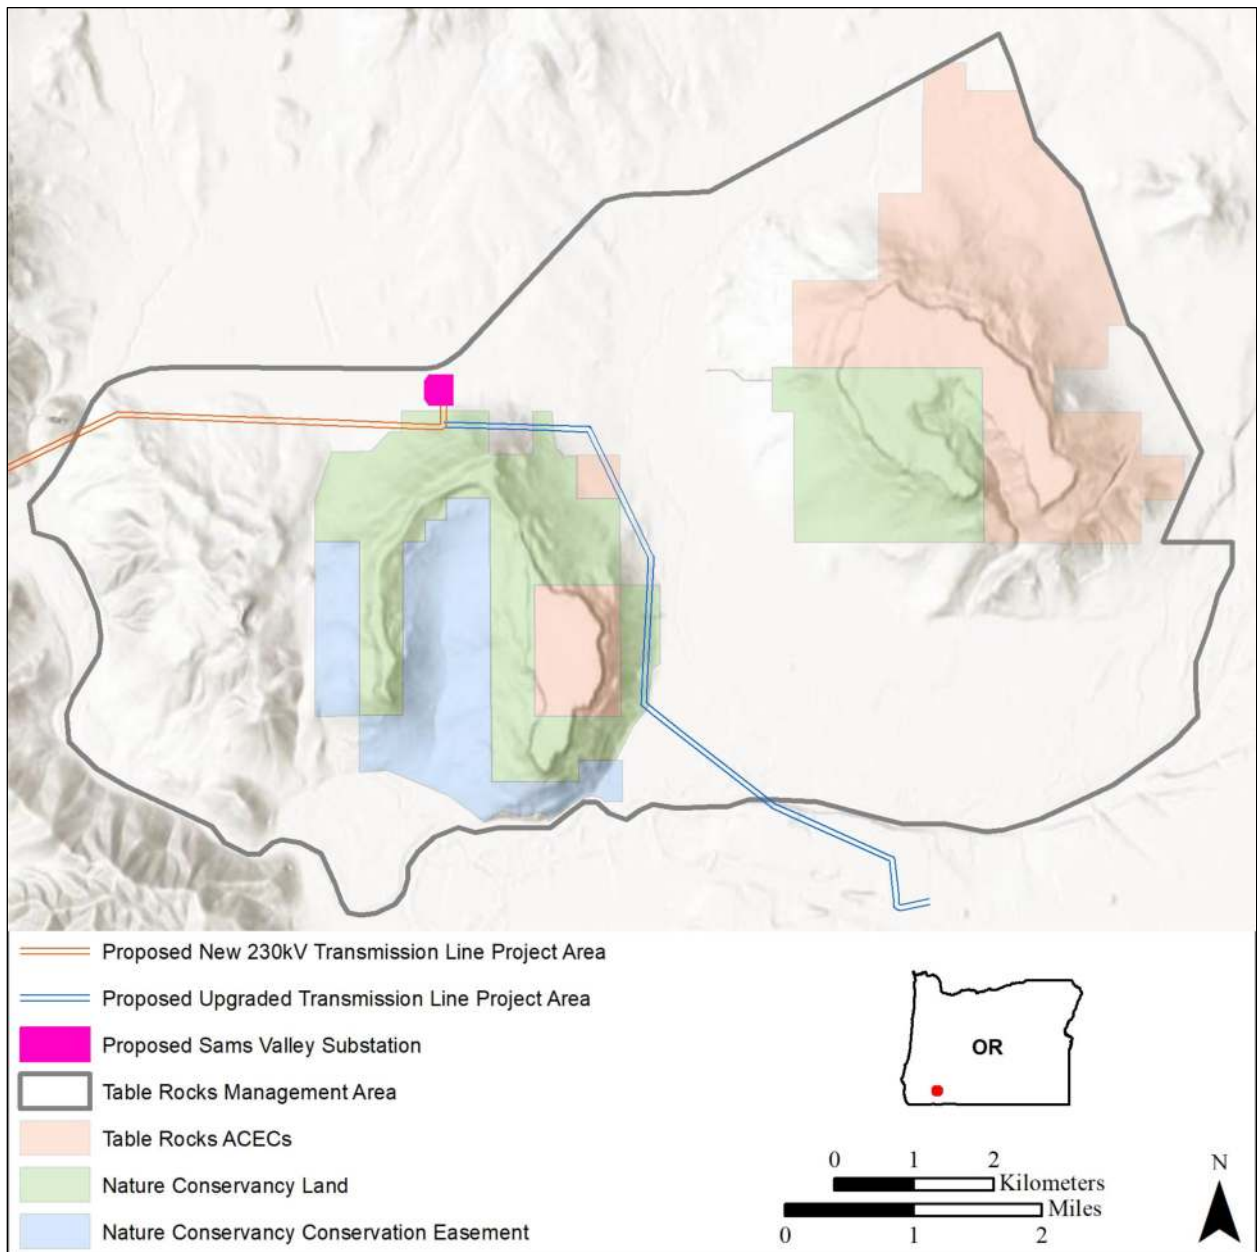 Proposed New 230kV Transmission Line Project Area
Proposed Upgraded Transmission Line Project Area
Proposed Sams Valley Substation
Table Rocks Management Area
Table Rocks ACECs
Nature Conservancy Land
Nature Conservancy Conservation Easement
OR
0 1 2
Kilometers
Miles
0 1 2
N